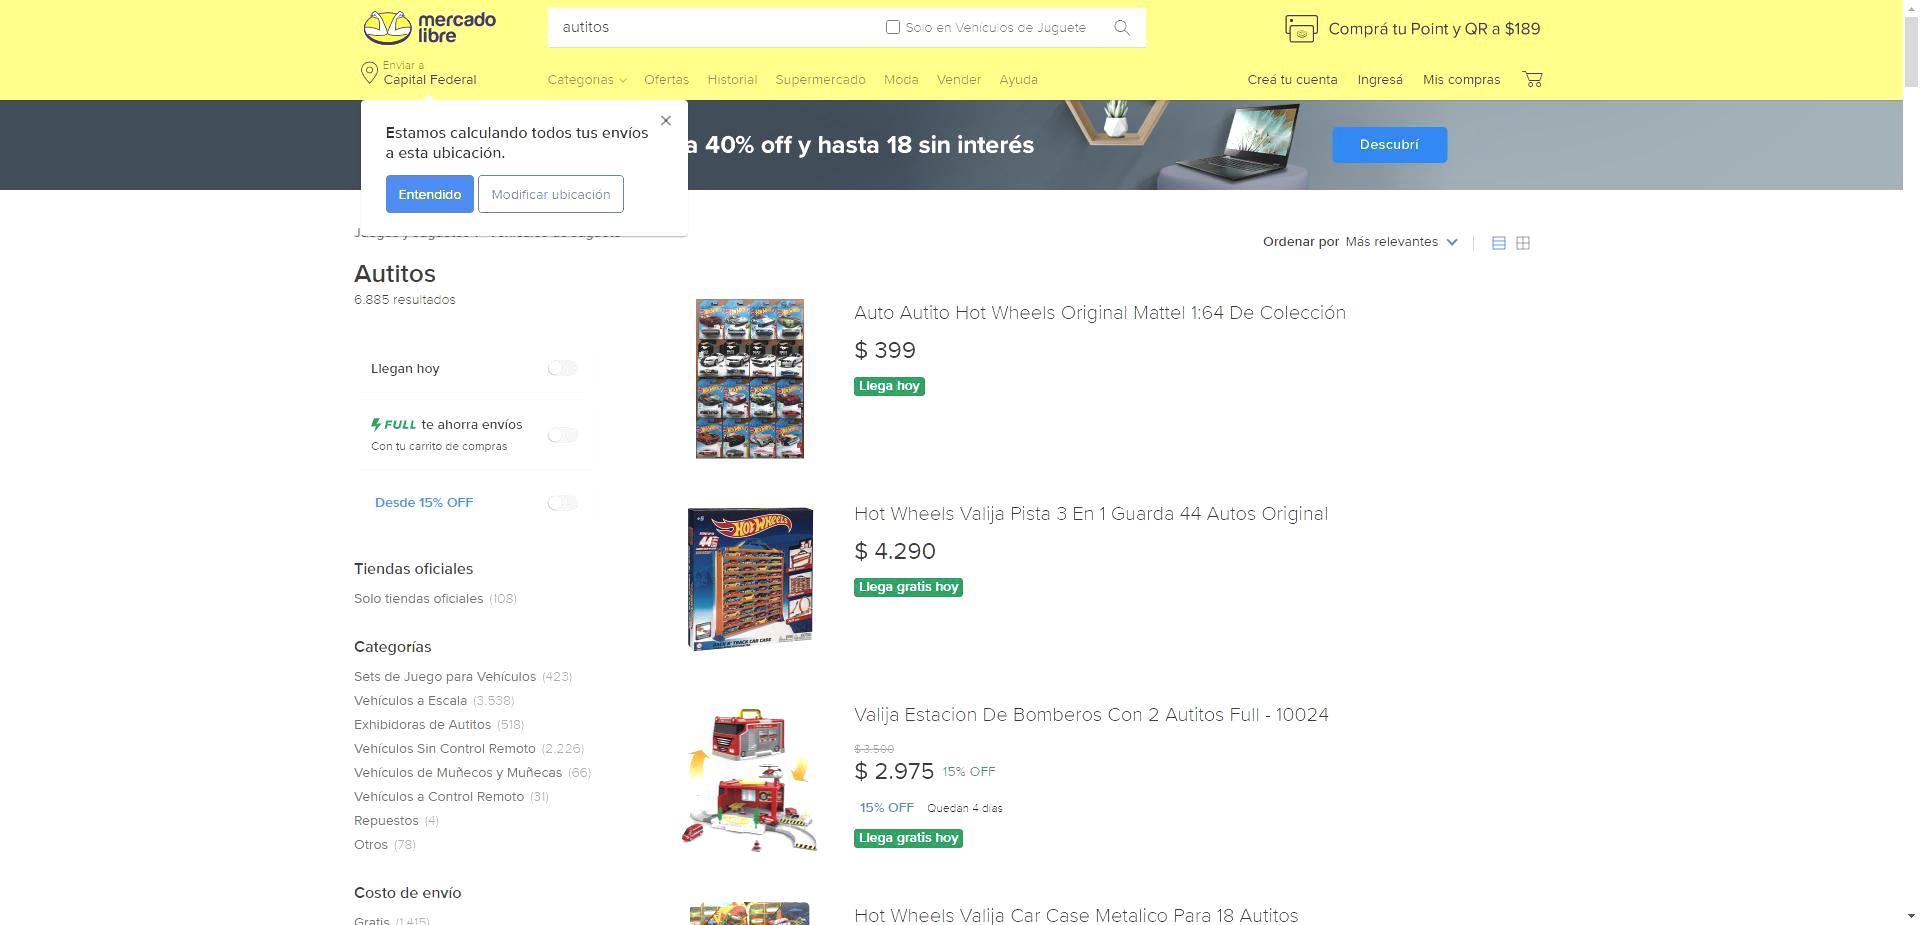 mercado
libre
autitos
Solo en Vehículos de Juguete
Comprá tu Point y QR a $189
Enviar a
Capital Federal
Categorías
Ofertas
Historial
Supermercado
Moda
Vender
Ayuda
Creá tu cuenta
Ingresá
Mis compras
Estamos calculando todos tus envíos
a esta ubicación.
Entendido
Modificar ubicación
a 40% off y hasta 18 sin interés
Descubrí
Ordenar por Más relevantes
Autitos
6.885 resultados
Llegan hoy
FULL te ahorra envíos
Con tu carrito de compras
Desde 15% OFF
Tiendas oficiales
Solo tiendas oficiales (108)
Categorías
Sets de Juego para Vehículos (423)
Vehículos a Escala (3.538)
Exhibidoras de Autitos (518)
Vehículos Sin Control Remoto (2.226)
Vehículos de Muñecos y Muñecas (66)
Vehículos a Control Remoto (31)
Repuestos (4)
Otros (78)
Costo de envío
Gratis (1.415)
Auto Autito Hot Wheels Original Mattel 1:64 De Colección
$ 399
Llega hoy
HOT WHEELS
44
Hot Wheels Valija Pista 3 En 1 Guarda 44 Autos Original
$ 4.290
Llega gratis hoy
Valija Estacion De Bomberos Con 2 Autitos Full - 10024
$ 3.500
$ 2.975 15% OFF
15% OFF Quedan 4 días
Llega gratis hoy
Hot Wheels Valija Car Case Metalico Para 18 Autitos